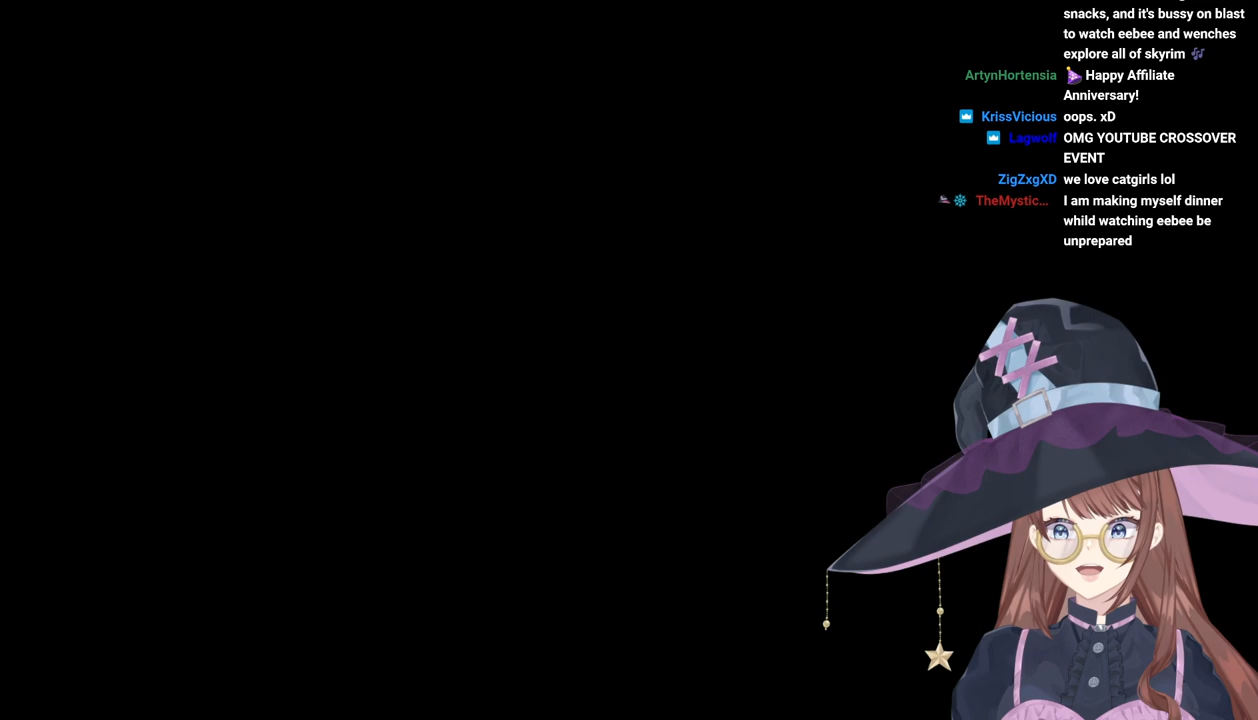 snacks, and it's bussy on blast
to watch eebee and wenches
explore all of skyrim 🎶
ArtynHortensia Happy Affiliate
Anniversary!
KrissVicious oops. xD
Lagwolf OMG YOUTUBE CROSSOVER
EVENT
ZigZxgXD we love catgirls lol
TheMystic... I am making myself dinner
whild watching eebee be
unprepared